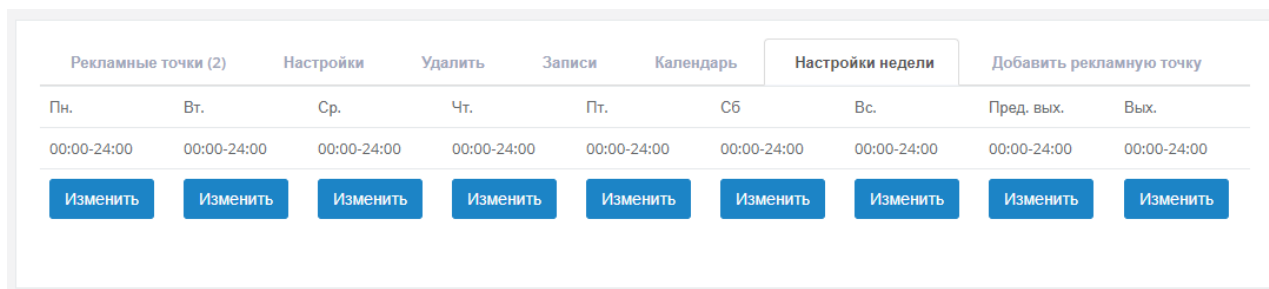 Рекламные точки (2) Настройки Удалить Записи Календарь Настройки недели Добавить рекламную точку
Пн. Вт. Ср. Чт. Пт. Сб Вс. Пред. вых. Вых.
00:00-24:00 00:00-24:00 00:00-24:00 00:00-24:00 00:00-24:00 00:00-24:00 00:00-24:00 00:00-24:00 00:00-24:00
Изменить Изменить Изменить Изменить Изменить Изменить Изменить Изменить Изменить